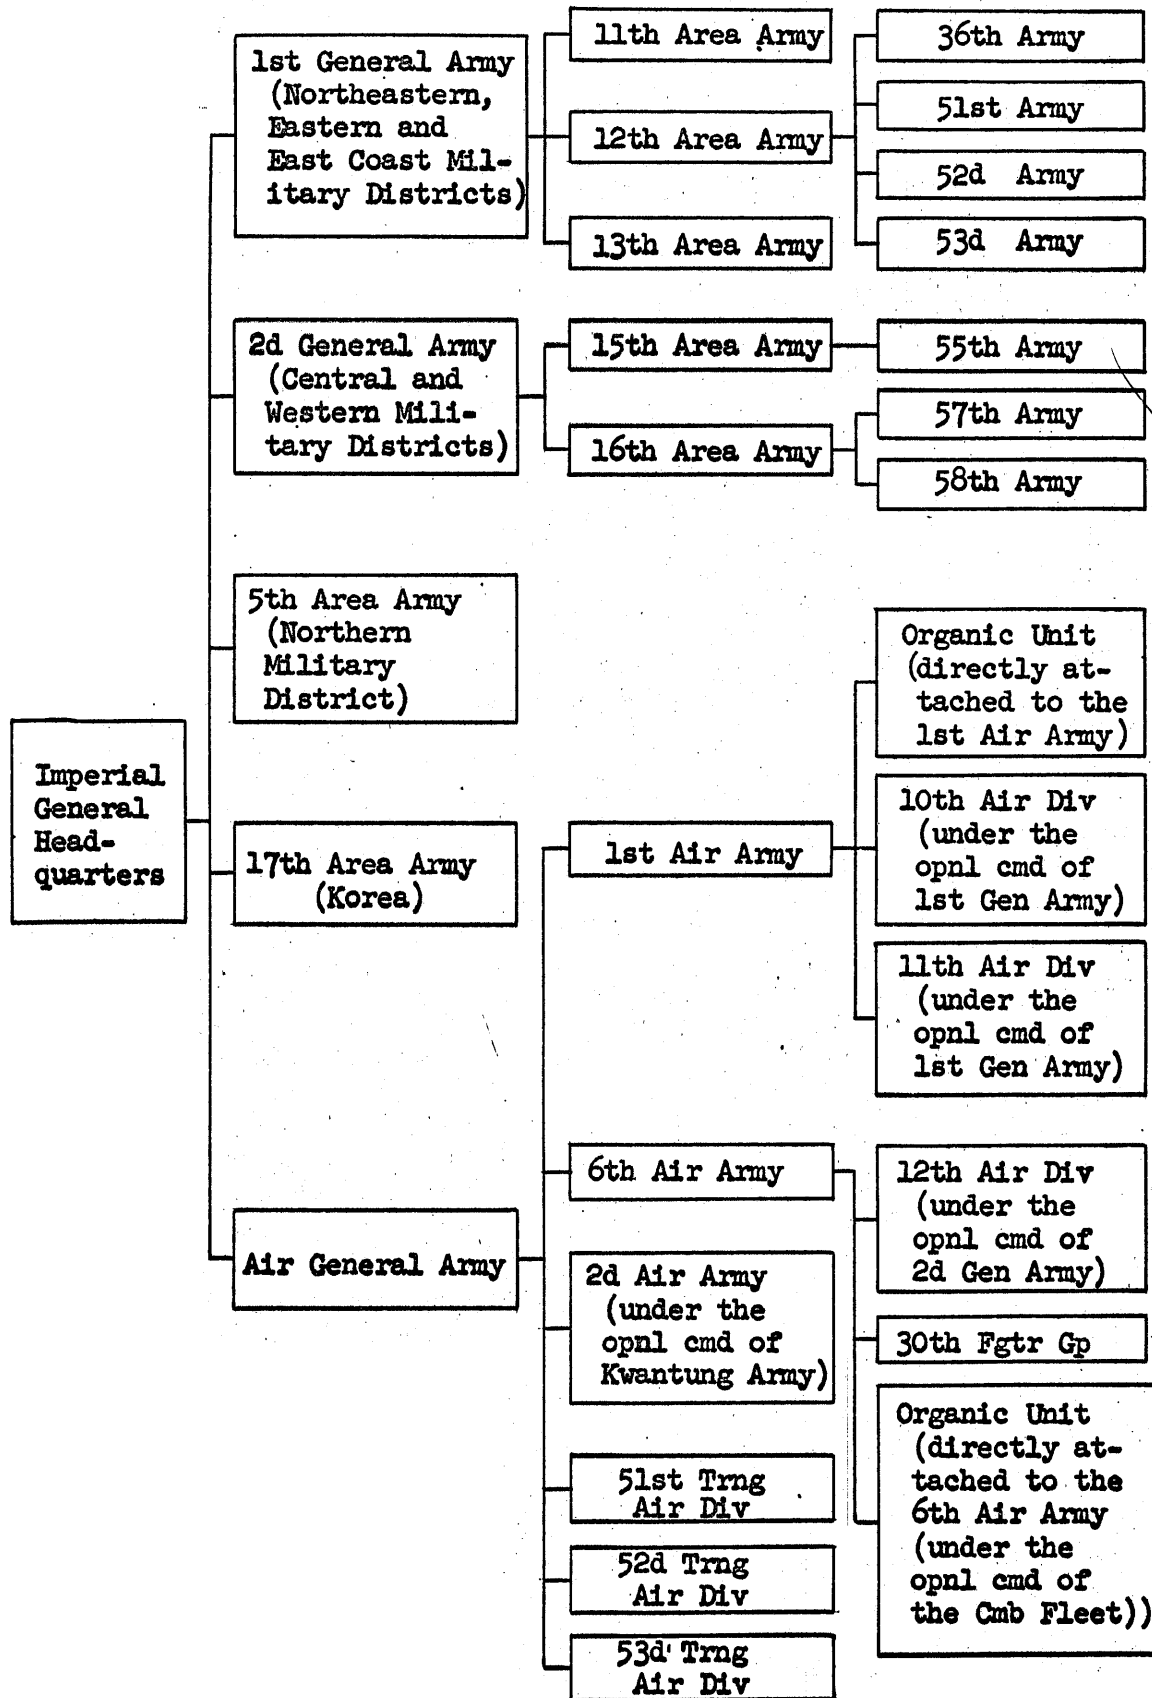 Imperial
General
Head-
quarters
1st General Army
(Northeastern,
Eastern and
East Coast Mil-
itary Districts)
11th Area Army
12th Area Army
13th Area Army
36th Army
51st Army
52d Army
53d Army
2d General Army
(Central and
Western Mili-
tary Districts)
15th Area Army
16th Area Army
55th Army
57th Army
58th Army
5th Area Army
(Northern
Military
District)
17th Area Army
(Korea)
Air General Army
1st Air Army
Organic Unit
(directly at-
tached to the
1st Air Army)
10th Air Div
(under the
opnl cmd of
1st Gen Army)
11th Air Div
(under the
opnl cmd of
1st Gen Army)
6th Air Army
12th Air Div
(under the
opnl cmd of
2d Gen Army)
30th Fgtr Gp
Organic Unit
(directly at-
tached to the
6th Air Army
(under the
opnl cmd of
the Cmb Fleet))
2d Air Army
(under the
opnl cmd of
Kwantung Army)
51st Trng
Air Div
52d Trng
Air Div
53d Trng
Air Div